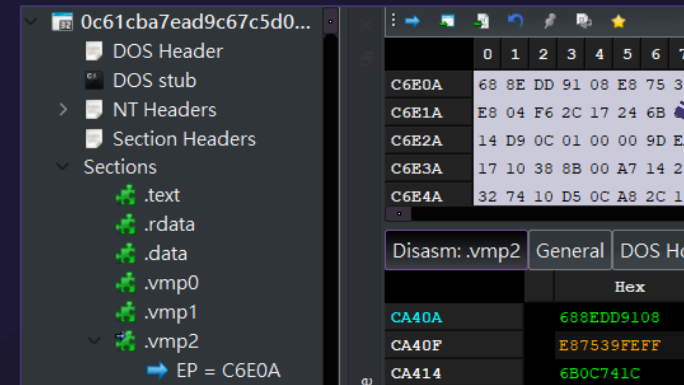 0c61cba7ead9c67c5d0...
DOS Header
DOS stub
NT Headers
Section Headers
Sections
.text
.rdata
.data
.vmp0
.vmp1
.vmp2
EP = C6E0A
0 1 2 3 4 5 6
C6E0A 68 8E DD 91 08 E8 75 3
C6E1A E8 04 F6 2C 17 24 6B
C6E2A 14 D9 0C 01 00 00 9D E
C6E3A 17 10 38 8B 00 A7 14 2
C6E4A 32 74 10 D5 0C A8 2C 1
Disasm: .vmp2 General DOS H
Hex
CA40A 688EDD9108
CA40F E87539FEFF
CA414 6B0C741C